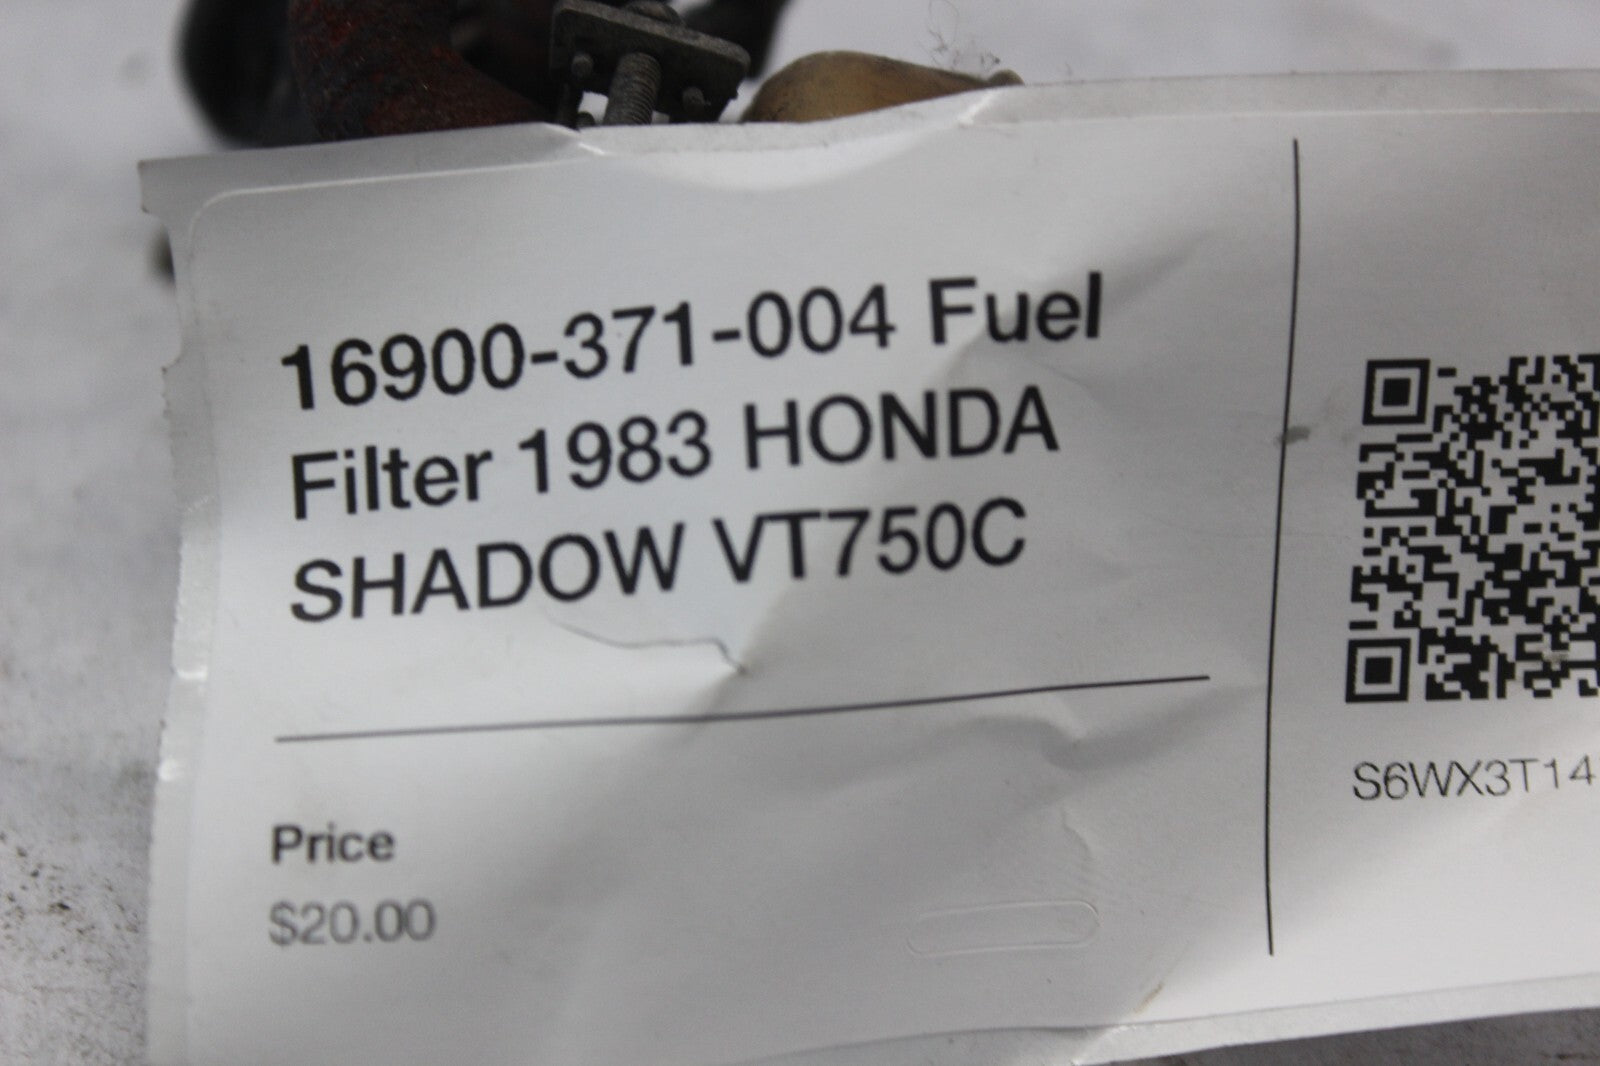 16900-371-004 Fuel
Filter 1983 HONDA
SHADOW VT750C
Price
$20.00
S6WX3T14